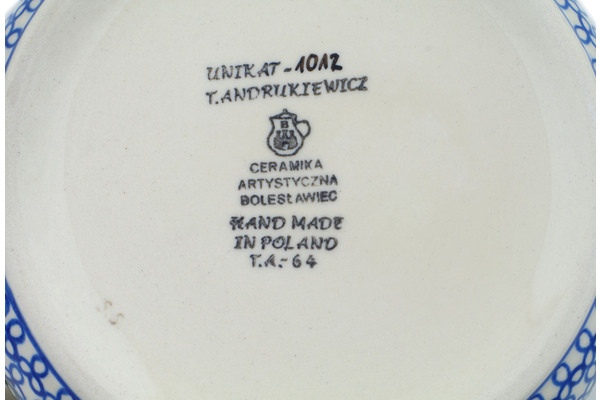 UNIKAT-1012
T.ANDRUKIEWICZ
B
CERAMIKA
ARTYSTYCZNA
BOLESŁAWIEC
HAND MADE
IN POLAND
T.A.-64